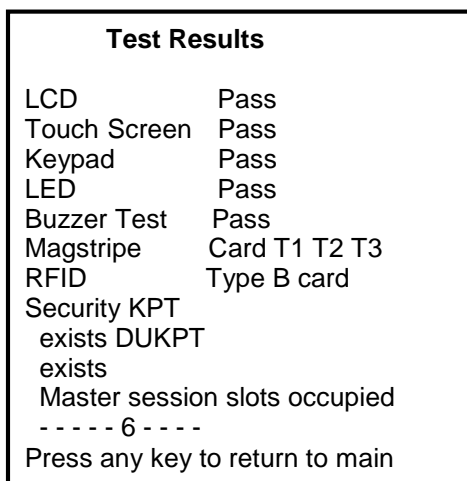 Test Results
LCD Pass
Touch Screen Pass
Keypad Pass
LED Pass
Buzzer Test Pass
Magstripe Card T1 T2 T3
RFID Type B card
Security KPT
exists DUKPT
exists
Master session slots occupied
- - - - - 6 - - - -
Press any key to return to main